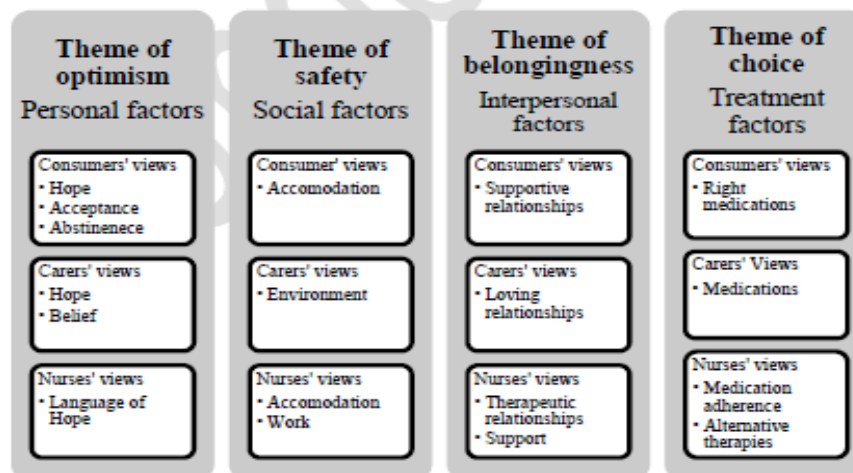 Theme of
optimism
Personal factors
Consumers' views
· Hope
· Acceptance
· Abstinenece
Carers' views
· Hope
· Belief
Nurses' views
· Language of
Hope
Theme of
safety
Social factors
Consumer' views
· Accomodation
Carers' views
· Environment
Nurses' views
· Accomodation
· Work
Theme of
belongingness
Interpersonal
factors
Consumers' views
· Supportive
relationships
Carers' views
· Loving
relationships
Nurses' views
· Therapeutic
relationships
· Support
Theme of
choice
Treatment
factors
Consumers' views
· Right
medications
Carers' Views
· Medications
Nurses' views
· Medication
adherence
· Alternative
therapies